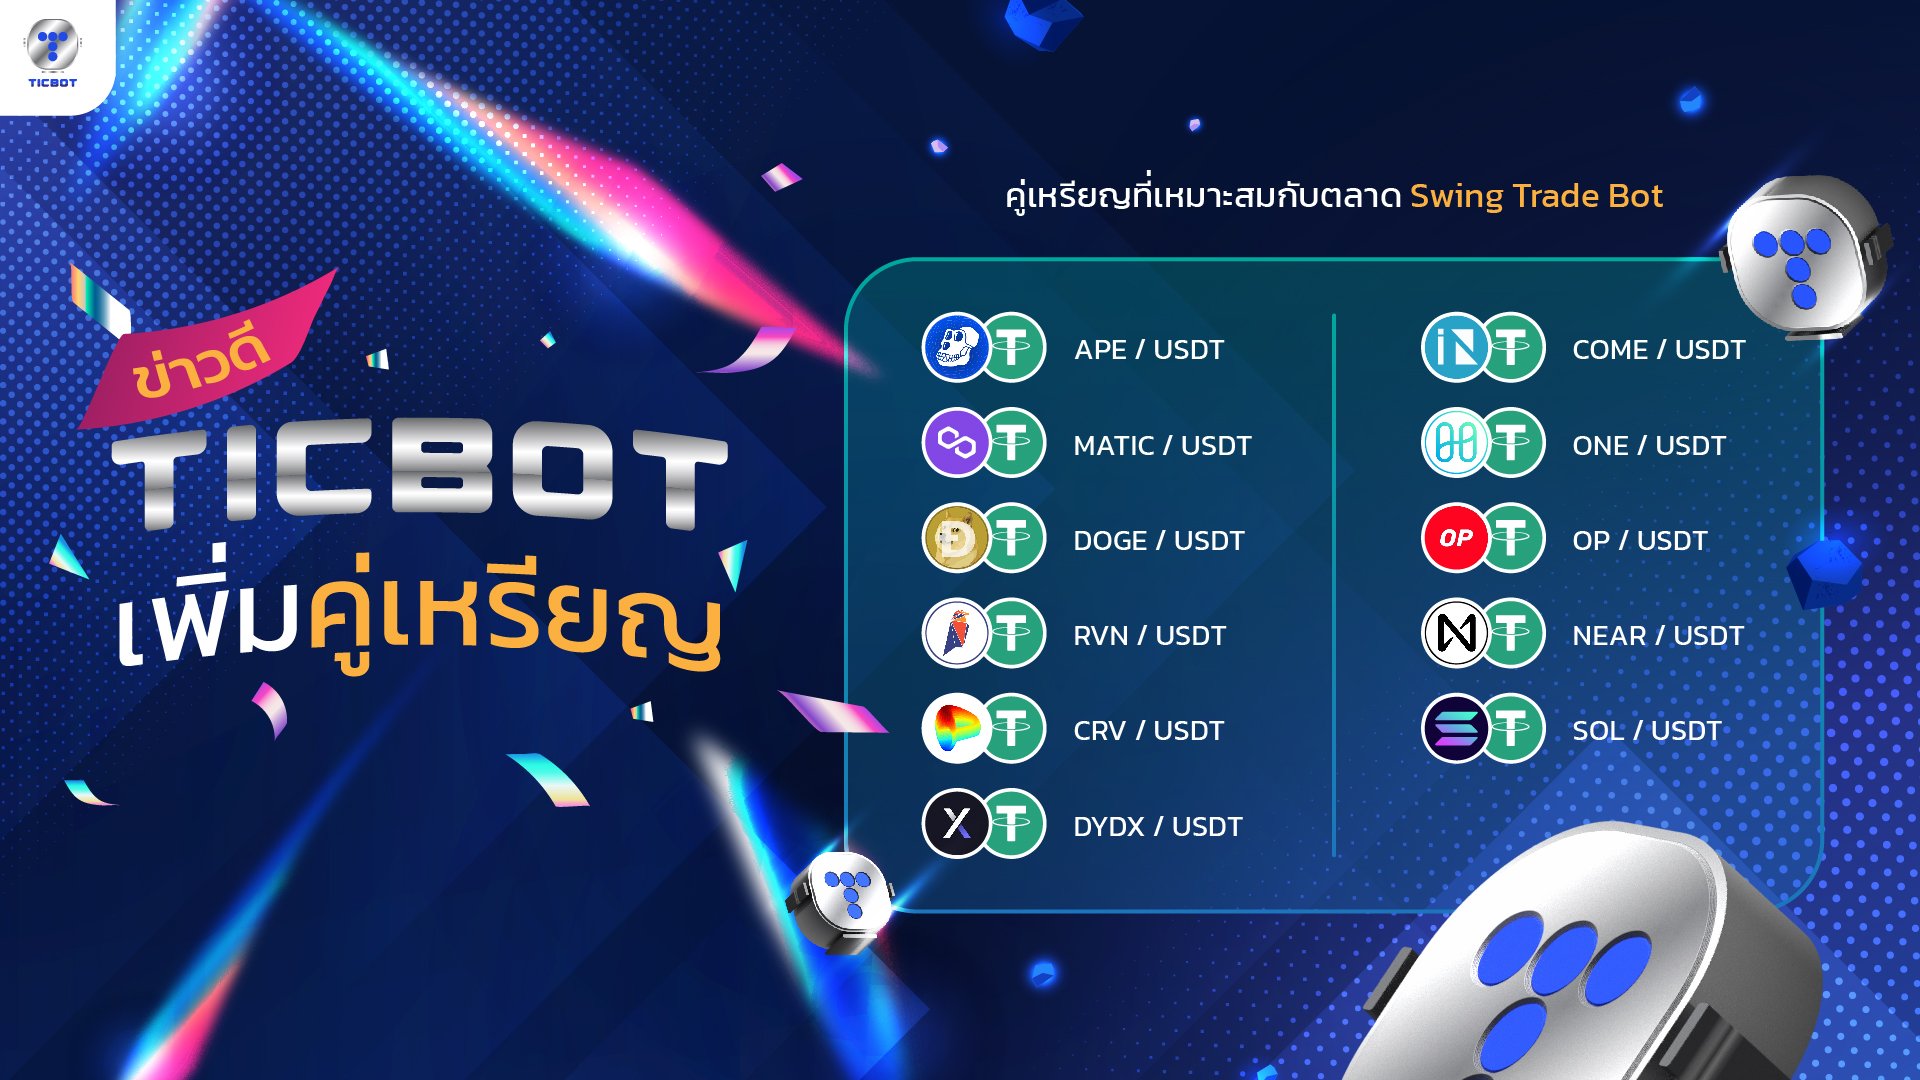 TICBOT
ข่าวดี
TICBOT
เพิ่มคู่เหรียญ
คู่เหรียญที่เหมาะสมกับตลาด Swing Trade Bot
APE / USDT
MATIC / USDT
DOGE / USDT
RVN / USDT
CRV / USDT
DYDX / USDT
COME / USDT
ONE / USDT
OP
OP / USDT
NEAR / USDT
SOL / USDT